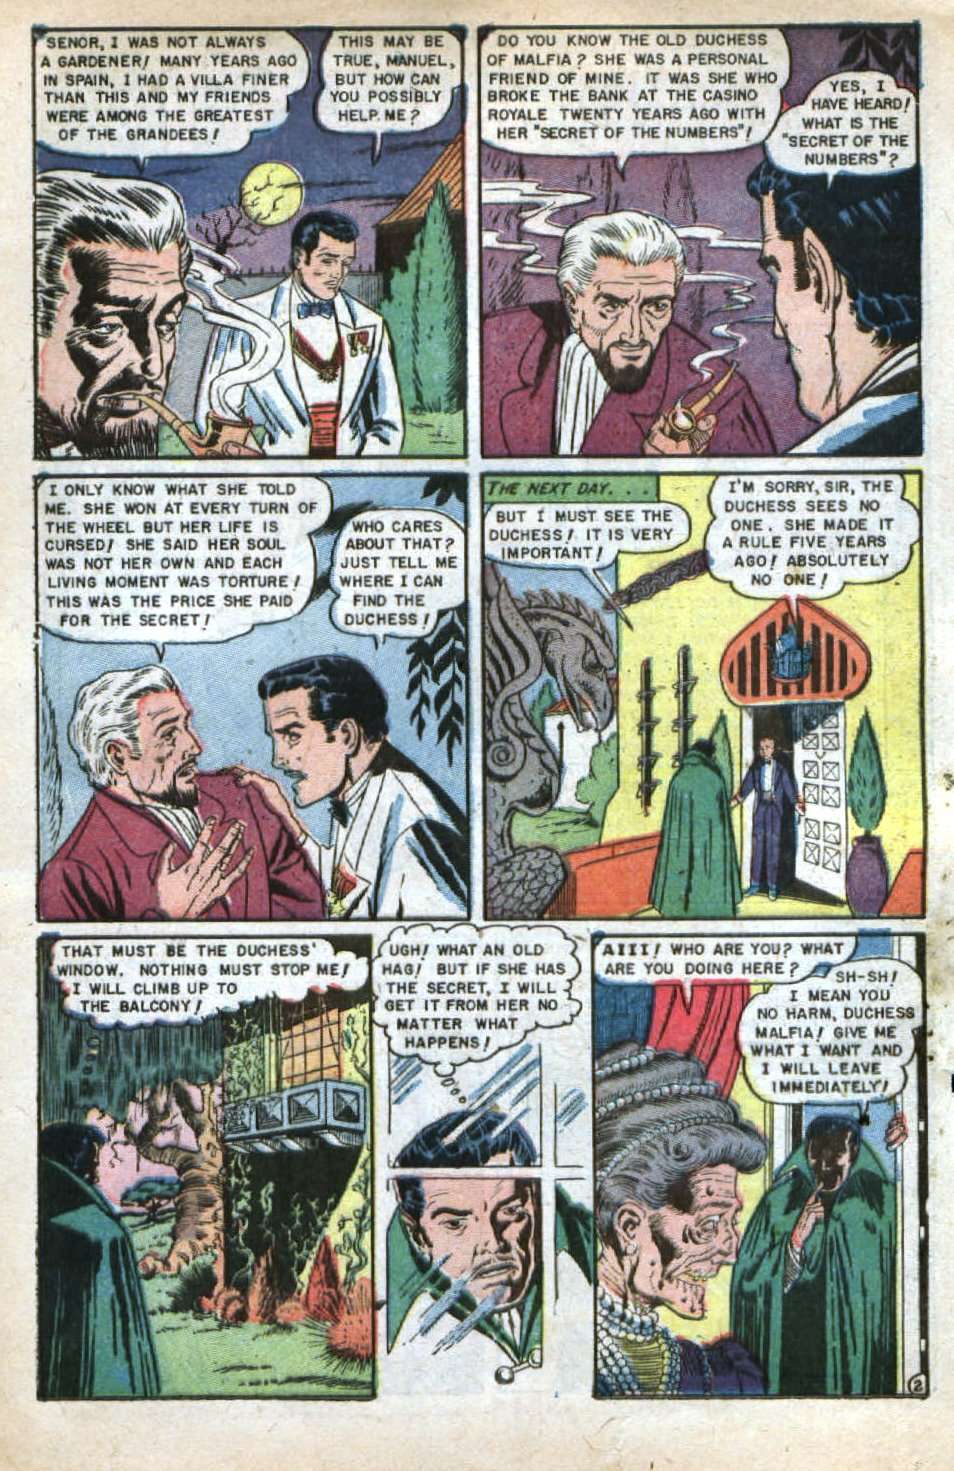 SENOR, I WAS NOT ALWAYS
A GARDENER! MANY YEARS AGO
IN SPAIN, I HAD A VILLA FINER
THAN THIS AND MY FRIENDS
WERE AMONG THE GREATEST
OF THE GRANDEES!
THIS MAY BE
TRUE, MANUEL,
BUT HOW CAN
YOU POSSIBLY
HELP ME?
DO YOU KNOW THE OLD DUCHESS
OF MALFIA? SHE WAS A PERSONAL
FRIEND OF MINE. IT WAS SHE WHO
BROKE THE BANK AT THE CASINO
ROYALE TWENTY YEARS AGO WITH
HER "SECRET OF THE NUMBERS"!
YES, I
HAVE HEARD!
WHAT IS THE
"SECRET OF THE
NUMBERS"?
I ONLY KNOW WHAT SHE TOLD
ME. SHE WON AT EVERY TURN OF
THE WHEEL BUT HER LIFE IS
CURSED! SHE SAID HER SOUL
WAS NOT HER OWN AND EACH
LIVING MOMENT WAS TORTURE!
THIS WAS THE PRICE SHE PAID
FOR THE SECRET!
WHO CARES
ABOUT THAT?
JUST TELL ME
WHERE I CAN
FIND THE
DUCHESS!
THE NEXT DAY. . .
BUT I MUST SEE THE
DUCHESS! IT IS VERY
IMPORTANT!
I'M SORRY, SIR, THE
DUCHESS SEES NO
ONE. SHE MADE IT
A RULE FIVE YEARS
AGO! ABSOLUTELY
NO ONE!
THAT MUST BE THE DUCHESS'
WINDOW. NOTHING MUST STOP ME!
I WILL CLIMB UP TO
THE BALCONY!
UGH! WHAT AN OLD
HAG! BUT IF SHE HAS
THE SECRET, I WILL
GET IT FROM HER NO
MATTER WHAT
HAPPENS!
AIII! WHO ARE YOU? WHAT
ARE YOU DOING HERE?
SH-SH!
I MEAN YOU
NO HARM, DUCHESS
MALFIA! GIVE ME
WHAT I WANT AND
I WILL LEAVE
IMMEDIATELY!
2